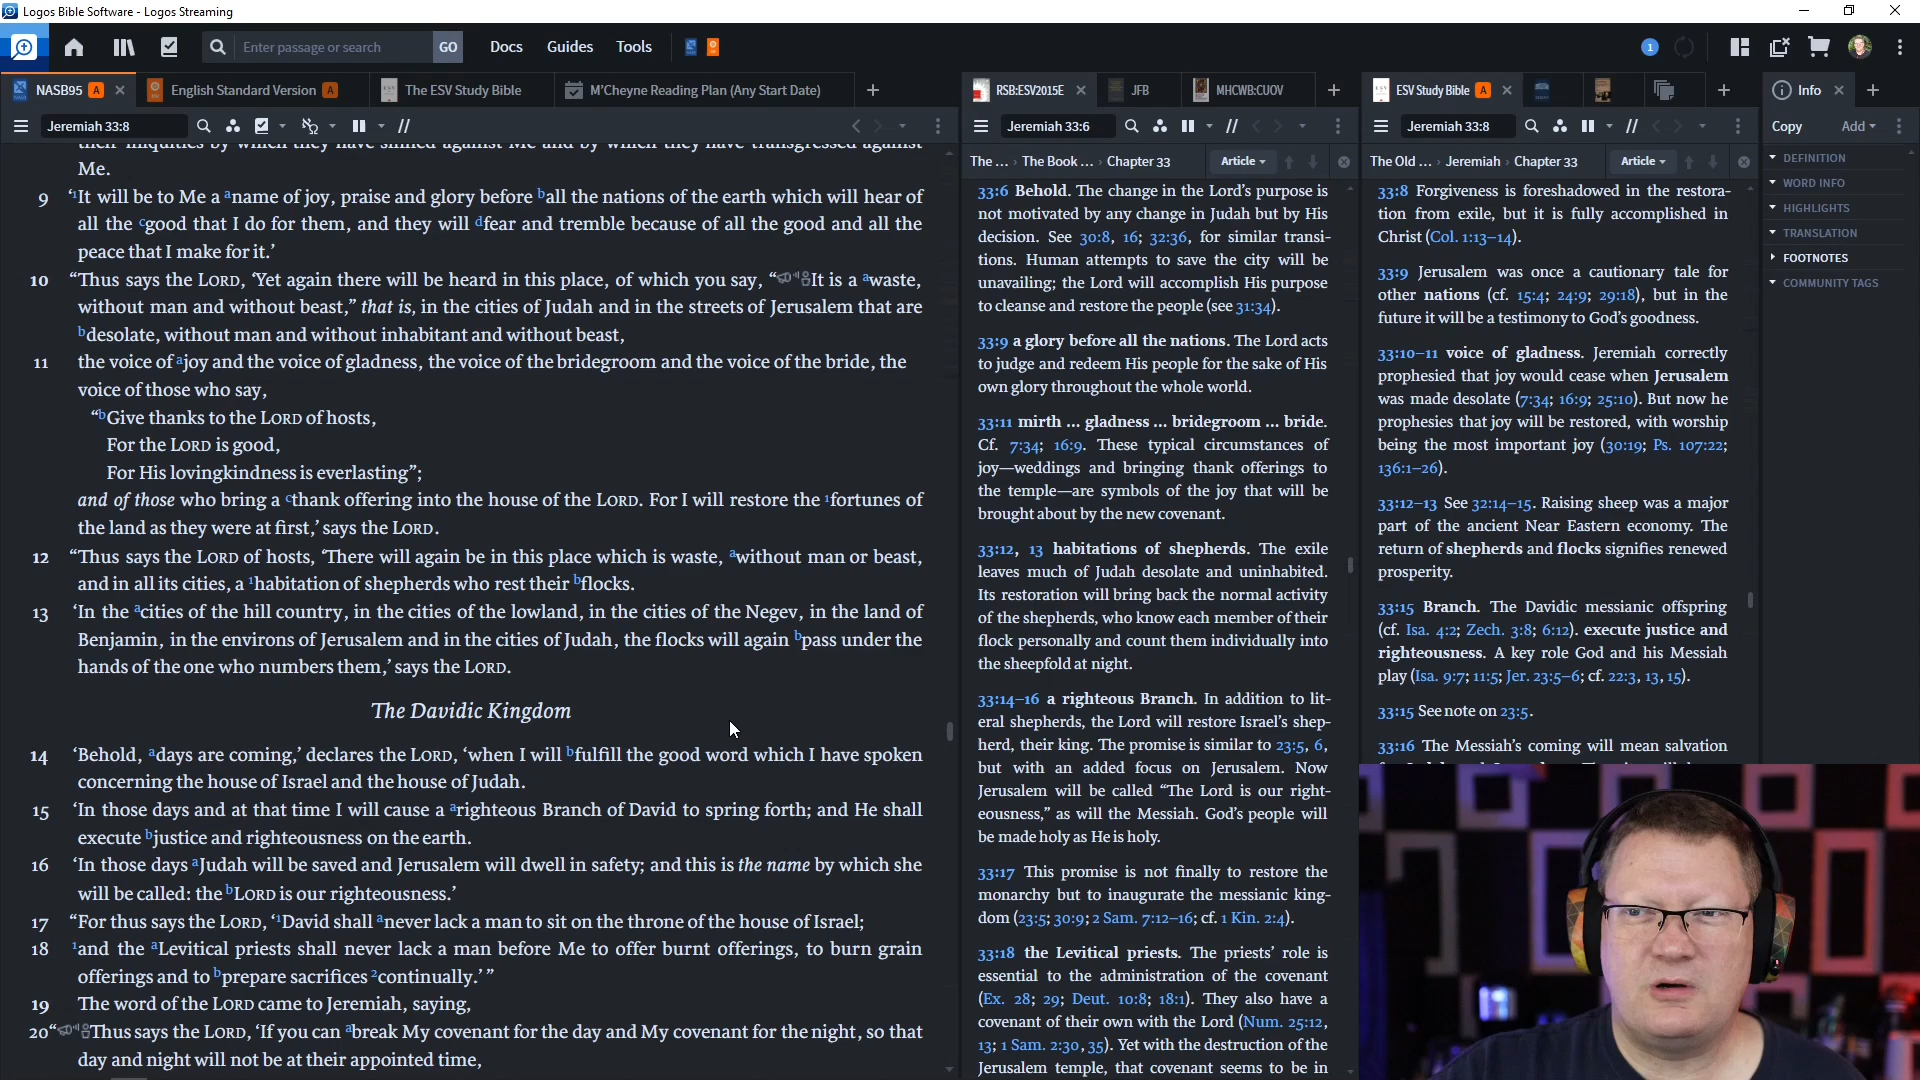 Logos Bible Software - Logos Streaming
Enter passage or search
GO
Docs
Guides
Tools
1
NASB95 A
English Standard Version A
The ESV Study Bible
M'Cheyne Reading Plan (Any Start Date)
RSB:ESV2015E
JFB
MHCWB:CUOV
ESV Study Bible A
Info
Jeremiah 33:8
Jeremiah 33:6
Jeremiah 33:8
Copy
Add
Me.
9 ‘1It will be to Me a aname of joy, praise and glory before ball the nations of the earth which will hear of
all the cgood that I do for them, and they will dfear and tremble because of all the good and all the
peace that I make for it.’
10 “Thus says the LORD, ‘Yet again there will be heard in this place, of which you say, “It is a awaste,
without man and without beast,” that is, in the cities of Judah and in the streets of Jerusalem that are
bdesolate, without man and without inhabitant and without beast,
11 the voice of ajoy and the voice of gladness, the voice of the bridegroom and the voice of the bride, the
voice of those who say,
“bGive thanks to the LORD of hosts,
For the LORD is good,
For His lovingkindness is everlasting”;
and of those who bring a cthank offering into the house of the LORD. For I will restore the 1fortunes of
the land as they were at first,’ says the LORD.
12 “Thus says the LORD of hosts, ‘There will again be in this place which is waste, awithout man or beast,
and in all its cities, a 1habitation of shepherds who rest their bflocks.
13 ‘In the acities of the hill country, in the cities of the lowland, in the cities of the Negev, in the land of
Benjamin, in the environs of Jerusalem and in the cities of Judah, the flocks will again bpass under the
hands of the one who numbers them,’ says the LORD.
The Davidic Kingdom
14 ‘Behold, adays are coming,’ declares the LORD, ‘when I will bfulfill the good word which I have spoken
concerning the house of Israel and the house of Judah.
15 ‘In those days and at that time I will cause a arighteous Branch of David to spring forth; and He shall
execute bjustice and righteousness on the earth.
16 ‘In those days aJudah will be saved and Jerusalem will dwell in safety; and this is the name by which she
will be called: the bLORD is our righteousness.’
17 “For thus says the LORD, ‘1David shall anever lack a man to sit on the throne of the house of Israel;
18 1and the aLevitical priests shall never lack a man before Me to offer burnt offerings, to burn grain
offerings and to bprepare sacrifices 2continually.’ ”
19 The word of the LORD came to Jeremiah, saying,
20 “Thus says the LORD, ‘If you can abreak My covenant for the day and My covenant for the night, so that
day and night will not be at their appointed time,
The ... › The Book ... › Chapter 33
Article
33:6 Behold. The change in the Lord’s purpose is
not motivated by any change in Judah but by His
decision. See 30:8, 16; 32:36, for similar transi-
tions. Human attempts to save the city will be
unavailing; the Lord will accomplish His purpose
to cleanse and restore the people (see 31:34).
33:9 a glory before all the nations. The Lord acts
to judge and redeem His people for the sake of His
own glory throughout the whole world.
33:11 mirth ... gladness ... bridegroom ... bride.
Cf. 7:34; 16:9. These typical circumstances of
joy—weddings and bringing thank offerings to
the temple—are symbols of the joy that will be
brought about by the new covenant.
33:12, 13 habitations of shepherds. The exile
leaves much of Judah desolate and uninhabited.
Its restoration will bring back the normal activity
of the shepherds, who know each member of their
flock personally and count them individually into
the sheepfold at night.
33:14–16 a righteous Branch. In addition to lit-
eral shepherds, the Lord will restore Israel’s shep-
herd, their king. The promise is similar to 23:5, 6,
but with an added focus on Jerusalem. Now
Jerusalem will be called “The Lord is our right-
eousness,” as will the Messiah. God’s people will
be made holy as He is holy.
33:17 This promise is not finally to restore the
monarchy but to inaugurate the messianic king-
dom (23:5; 30:9; 2 Sam. 7:12–16; cf. 1 Kin. 2:4).
33:18 the Levitical priests. The priests’ role is
essential to the administration of the covenant
(Ex. 28; 29; Deut. 10:8; 18:1). They also have a
covenant of their own with the Lord (Num. 25:12,
13; 1 Sam. 2:30, 35). Yet with the destruction of the
Jerusalem temple, that covenant seems to be in
The Old ... › Jeremiah › Chapter 33
Article
33:8 Forgiveness is foreshadowed in the restora-
tion from exile, but it is fully accomplished in
Christ (Col. 1:13–14).
33:9 Jerusalem was once a cautionary tale for
other nations (cf. 15:4; 24:9; 29:18), but in the
future it will be a testimony to God’s goodness.
33:10–11 voice of gladness. Jeremiah correctly
prophesied that joy would cease when Jerusalem
was made desolate (7:34; 16:9; 25:10). But now he
prophesies that joy will be restored, with worship
being the most important joy (30:19; Ps. 107:22;
136:1–26).
33:12–13 See 32:14–15. Raising sheep was a major
part of the ancient Near Eastern economy. The
return of shepherds and flocks signifies renewed
prosperity.
33:15 Branch. The Davidic messianic offspring
(cf. Isa. 4:2; Zech. 3:8; 6:12). execute justice and
righteousness. A key role God and his Messiah
play (Isa. 9:7; 11:5; Jer. 23:5–6; cf. 22:3, 13, 15).
33:15 See note on 23:5.
33:16 The Messiah’s coming will mean salvation
DEFINITION
WORD INFO
HIGHLIGHTS
TRANSLATION
FOOTNOTES
COMMUNITY TAGS